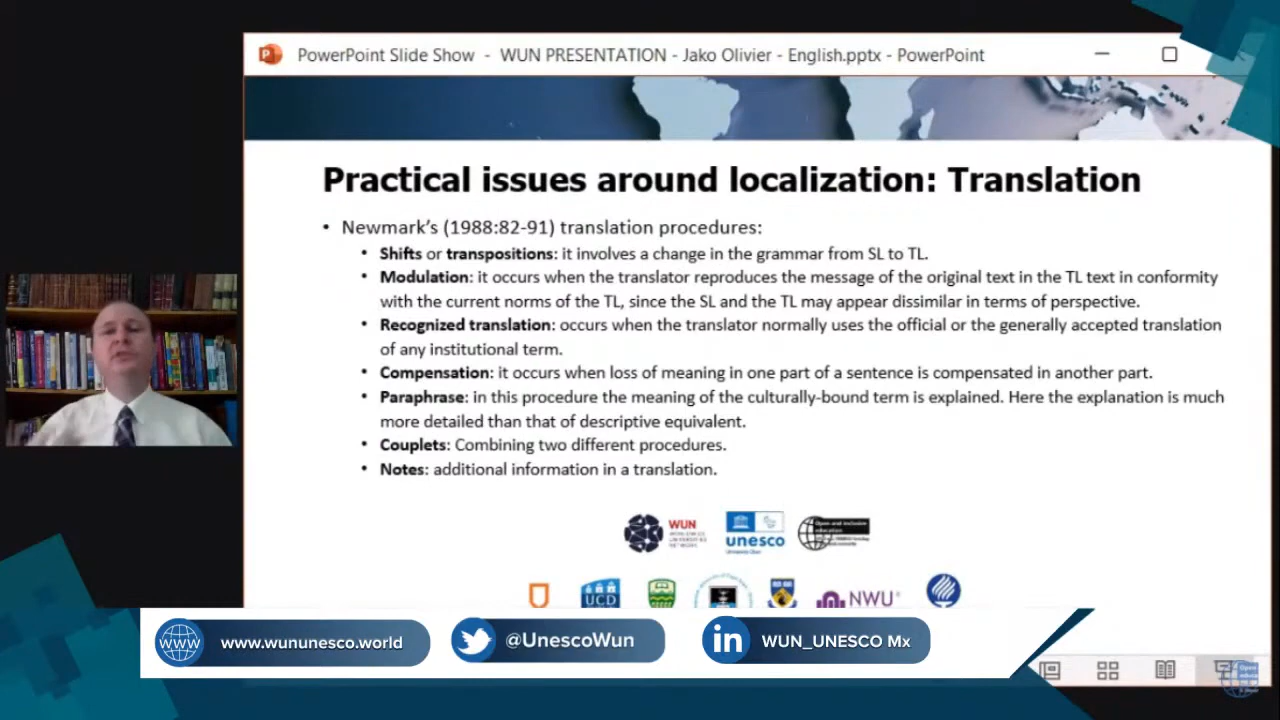 PowerPoint Slide Show - WUN PRESENTATION - Jako Olivier - English.pptx - PowerPoint
Practical issues around localization: Translation
• Newmark's (1988:82-91) translation procedures:
• Shifts or transpositions: it involves a change in the grammar from SL to TL.
• Modulation: it occurs when the translator reproduces the message of the original text in the TL text in conformity
with the current norms of the TL, since the SL and the TL may appear dissimilar in terms of perspective.
• Recognized translation: occurs when the translator normally uses the official or the generally accepted translation
of any institutional term.
• Compensation: it occurs when loss of meaning in one part of a sentence is compensated in another part.
• Paraphrase: in this procedure the meaning of the culturally-bound term is explained. Here the explanation is much
more detailed than that of descriptive equivalent.
• Couplets: Combining two different procedures.
• Notes: additional information in a translation.
WUN
unesco
Open and inclusive
education
UCD
NWU
www
www.wununesco.world
@UnescoWun
in
WUN_UNESCO Mx